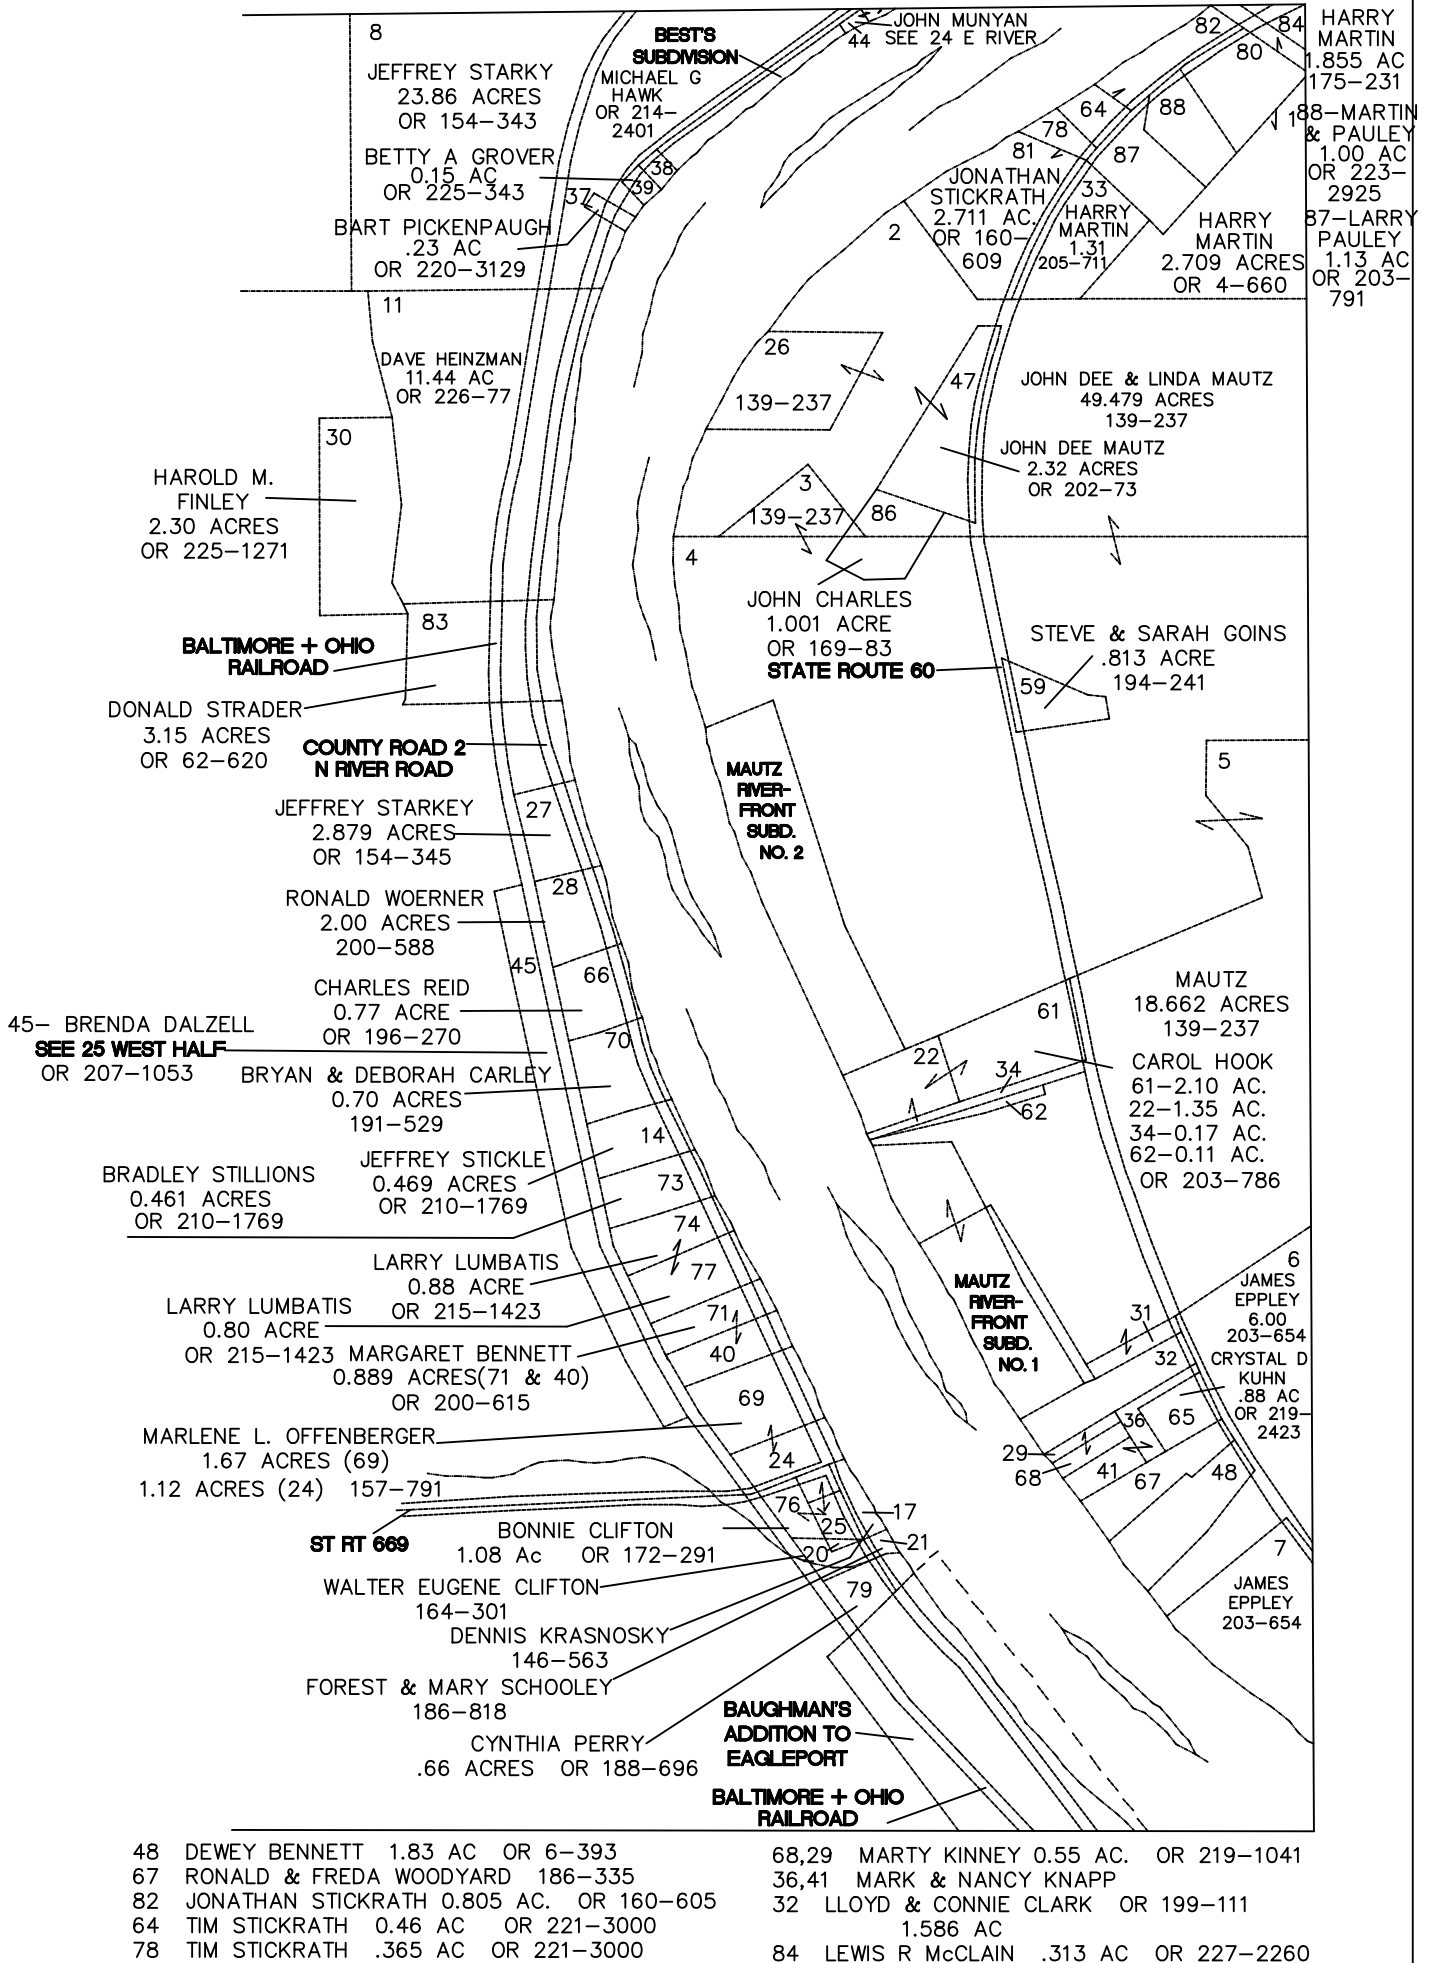 8
JEFFREY STARKY
23.86 ACRES
OR 154-343
BEST'S
SUBDIVISION
MICHAEL G
HAWK
OR 214-
2401
44
JOHN MUNYAN
SEE 24 E RIVER
82
84
80
HARRY
MARTIN
1.855 AC
175-231
88-MARTIN
& PAULEY
1.00 AC
OR 223-
2925
87-LARRY
PAULEY
1.13 AC
OR 203-
791
1
BETTY A GROVER
0.15 AC
OR 225-343
38
39
37
BART PICKENPAUGH
.23 AC
OR 220-3129
64
78
88
81
87
33
JONATHAN
STICKRATH
2.711 AC.
OR 160-
609
HARRY
MARTIN
1.31
205-711
HARRY
MARTIN
2.709 ACRES
OR 4-660
2
11
DAVE HEINZMAN
11.44 AC
OR 226-77
26
139-237
47
JOHN DEE & LINDA MAUTZ
49.479 ACRES
139-237
JOHN DEE MAUTZ
2.32 ACRES
OR 202-73
30
HAROLD M.
FINLEY
2.30 ACRES
OR 225-1271
3
139-237
86
4
JOHN CHARLES
1.001 ACRE
OR 169-83
STATE ROUTE 60
STEVE & SARAH GOINS
.813 ACRE
194-241
59
83
BALTIMORE + OHIO
RAILROAD
DONALD STRADER
3.15 ACRES
OR 62-620
COUNTY ROAD 2
N RIVER ROAD
MAUTZ
RIVER-
FRONT
SUBD.
NO. 2
5
27
JEFFREY STARKEY
2.879 ACRES
OR 154-345
28
RONALD WOERNER
2.00 ACRES
200-588
45
66
CHARLES REID
0.77 ACRE
OR 196-270
45- BRENDA DALZELL
SEE 25 WEST HALF
OR 207-1053
70
BRYAN & DEBORAH CARLEY
0.70 ACRES
191-529
61
22
34
62
MAUTZ
18.662 ACRES
139-237
CAROL HOOK
61-2.10 AC.
22-1.35 AC.
34-0.17 AC.
62-0.11 AC.
OR 203-786
14
JEFFREY STICKLE
0.469 ACRES
OR 210-1769
BRADLEY STILLIONS
0.461 ACRES
OR 210-1769
73
74
LARRY LUMBATIS
0.88 ACRE
OR 215-1423
77
LARRY LUMBATIS
0.80 ACRE
OR 215-1423
71
MARGARET BENNETT
0.889 ACRES(71 & 40)
OR 200-615
40
MAUTZ
RIVER-
FRONT
SUBD.
NO. 1
6
JAMES
EPPLEY
6.00
203-654
CRYSTAL D
KUHN
.88 AC
OR 219-
2423
31
32
36
65
29
68
41
67
48
69
MARLENE L. OFFENBERGER
1.67 ACRES (69)
1.12 ACRES (24) 157-791
24
ST RT 669
76
25
17
BONNIE CLIFTON
1.08 Ac OR 172-291
20
21
WALTER EUGENE CLIFTON
164-301
79
DENNIS KRASNOSKY
146-563
FOREST & MARY SCHOOLEY
186-818
CYNTHIA PERRY
.66 ACRES OR 188-696
7
JAMES
EPPLEY
203-654
BAUGHMAN'S
ADDITION TO
EAGLEPORT
BALTIMORE + OHIO
RAILROAD
48 DEWEY BENNETT 1.83 AC OR 6-393
67 RONALD & FREDA WOODYARD 186-335
82 JONATHAN STICKRATH 0.805 AC. OR 160-605
64 TIM STICKRATH 0.46 AC OR 221-3000
78 TIM STICKRATH .365 AC OR 221-3000
68,29 MARTY KINNEY 0.55 AC. OR 219-1041
36,41 MARK & NANCY KNAPP
32 LLOYD & CONNIE CLARK OR 199-111
1.586 AC
84 LEWIS R McCLAIN .313 AC OR 227-2260